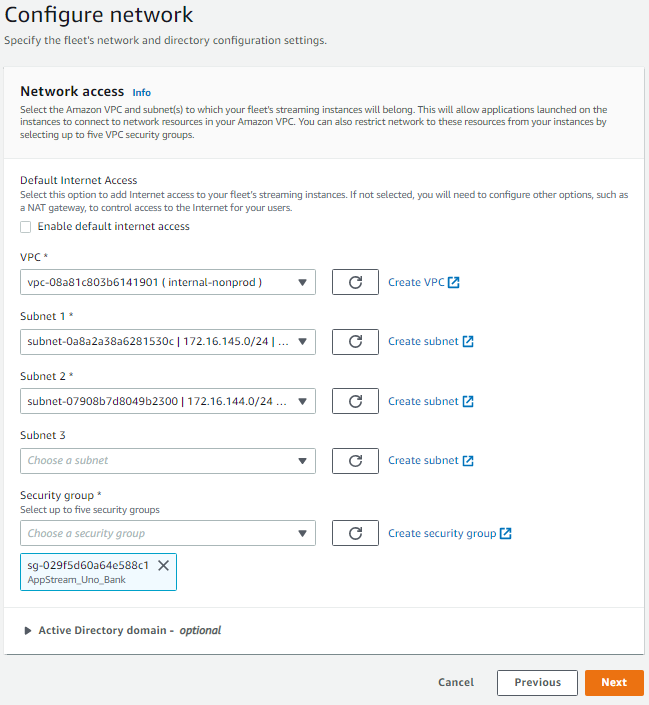 Configure network
Specify the fleet's network and directory configuration settings.
Network access Info
Select the Amazon VPC and subnet(s) to which your fleet's streaming instances will belong. This will allow applications launched on the
instances to connect to network resources in your Amazon VPC. You can also restrict network to these resources from your instances by
selecting up to five VPC security groups.
Default Internet Access
Select this option to add Internet access to your fleet's streaming instances. If not selected, you will need to configure other options, such as
a NAT gateway, to control access to the Internet for your users.
Enable default internet access
VPC *
vpc-08a81c803b6141901 ( internal-nonprod ) Create VPC
Subnet 1 *
subnet-0a8a2a38a6281530c | 172.16.145.0/24 | ... Create subnet
Subnet 2 *
subnet-07908b7d8049b2300 | 172.16.144.0/24 ... Create subnet
Subnet 3
Choose a subnet Create subnet
Security group *
Select up to five security groups
Choose a security group Create security group
sg-029f5d60a64e588c1
AppStream_Uno_Bank
Active Directory domain - optional
Cancel Previous Next